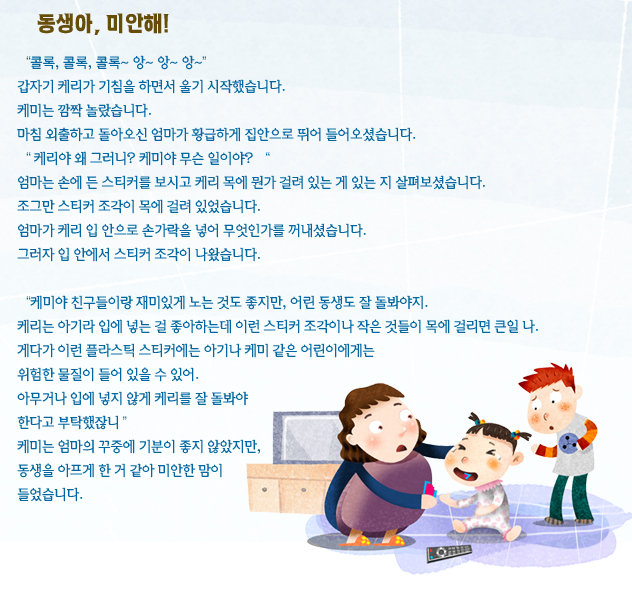 동생아, 미안해!
“콜록, 콜록, 콜록~ 앙~ 앙~ 앙~”
갑자기 케리가 기침을 하면서 울기 시작했습니다.
케미는 깜짝 놀랐습니다.
마침 외출하고 돌아오신 엄마가 황급하게 집안으로 뛰어 들어오셨습니다.
“ 케리야 왜 그러니? 케미야 무슨 일이야? “
엄마는 손에 든 스티커를 보시고 케리 목에 뭔가 걸려 있는 게 있는 지 살펴보셨습니다.
조그만 스티커 조각이 목에 걸려 있었습니다.
엄마가 케리 입 안으로 손가락을 넣어 무엇인가를 꺼내셨습니다.
그러자 입 안에서 스티커 조각이 나왔습니다.
“케미야 친구들이랑 재미있게 노는 것도 좋지만, 어린 동생도 잘 돌봐야지.
케리는 아기라 입에 넣는 걸 좋아하는데 이런 스티커 조각이나 작은 것들이 목에 걸리면 큰일 나.
게다가 이런 플라스틱 스티커에는 아기나 케미 같은 어린이에게는
위험한 물질이 들어 있을 수 있어.
아무거나 입에 넣지 않게 케리를 잘 돌봐야
한다고 부탁했잖니 ”
케미는 엄마의 꾸중에 기분이 좋지 않았지만,
동생을 아프게 한 거 같아 미안한 맘이
들었습니다.